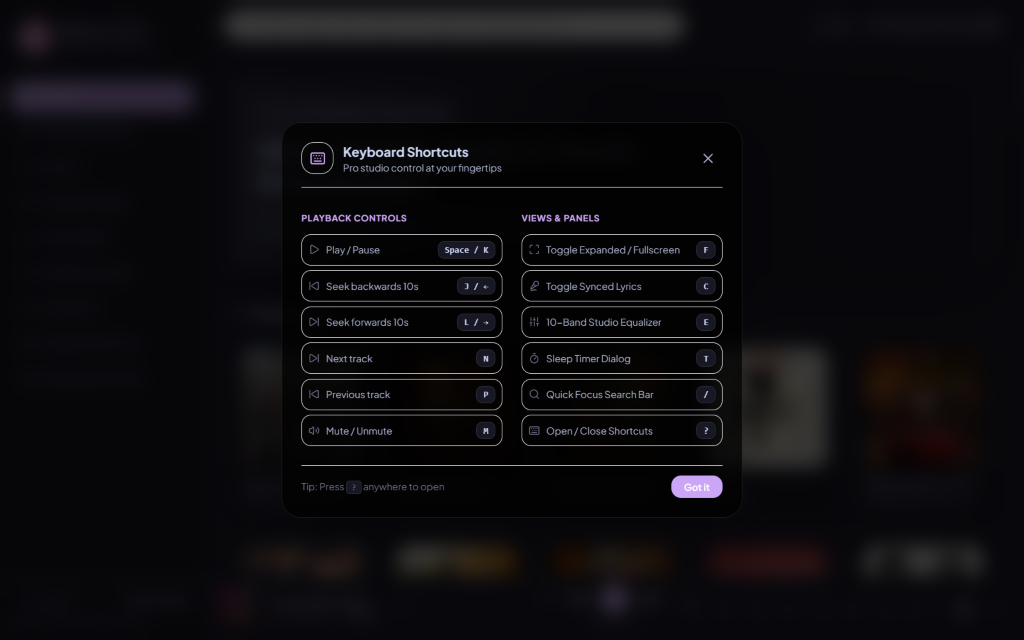 Keyboard Shortcuts
Pro studio control at your fingertips
PLAYBACK CONTROLS
Play / Pause Space / K
Seek backwards 10s J / ←
Seek forwards 10s L / →
Next track N
Previous track P
Mute / Unmute M
VIEWS & PANELS
Toggle Expanded / Fullscreen F
Toggle Synced Lyrics C
10-Band Studio Equalizer E
Sleep Timer Dialog T
Quick Focus Search Bar /
Open / Close Shortcuts ?
Tip: Press ? anywhere to open
Got it